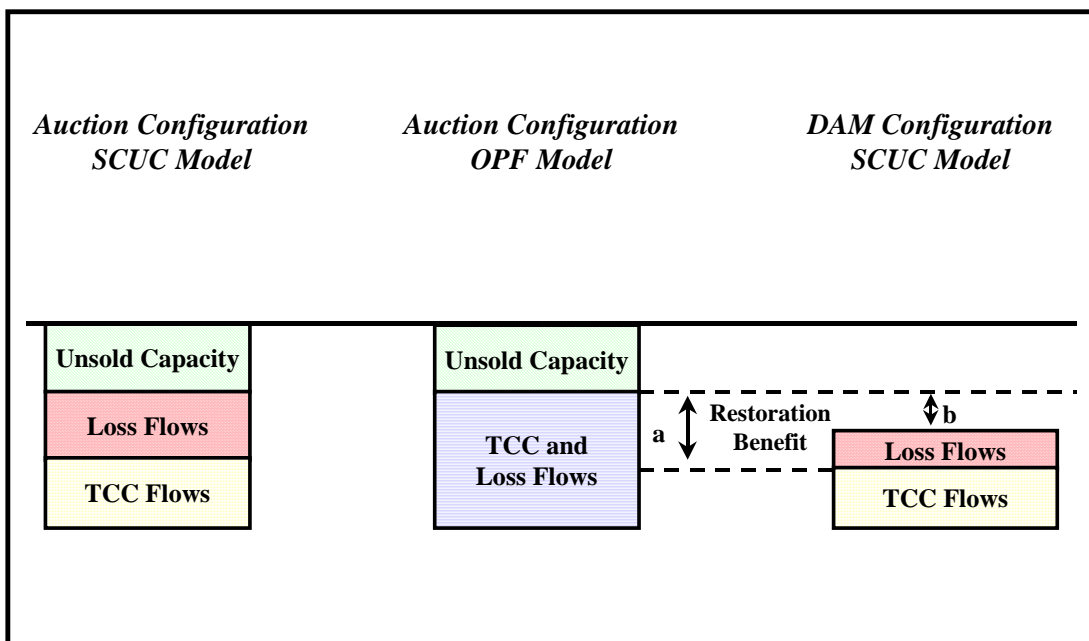 Auction Configuration
SCUC Model
Auction Configuration
OPF Model
DAM Configuration
SCUC Model
Unsold Capacity
Loss Flows
TCC Flows
Unsold Capacity
TCC and
Loss Flows
a
Restoration
Benefit
b
Loss Flows
TCC Flows